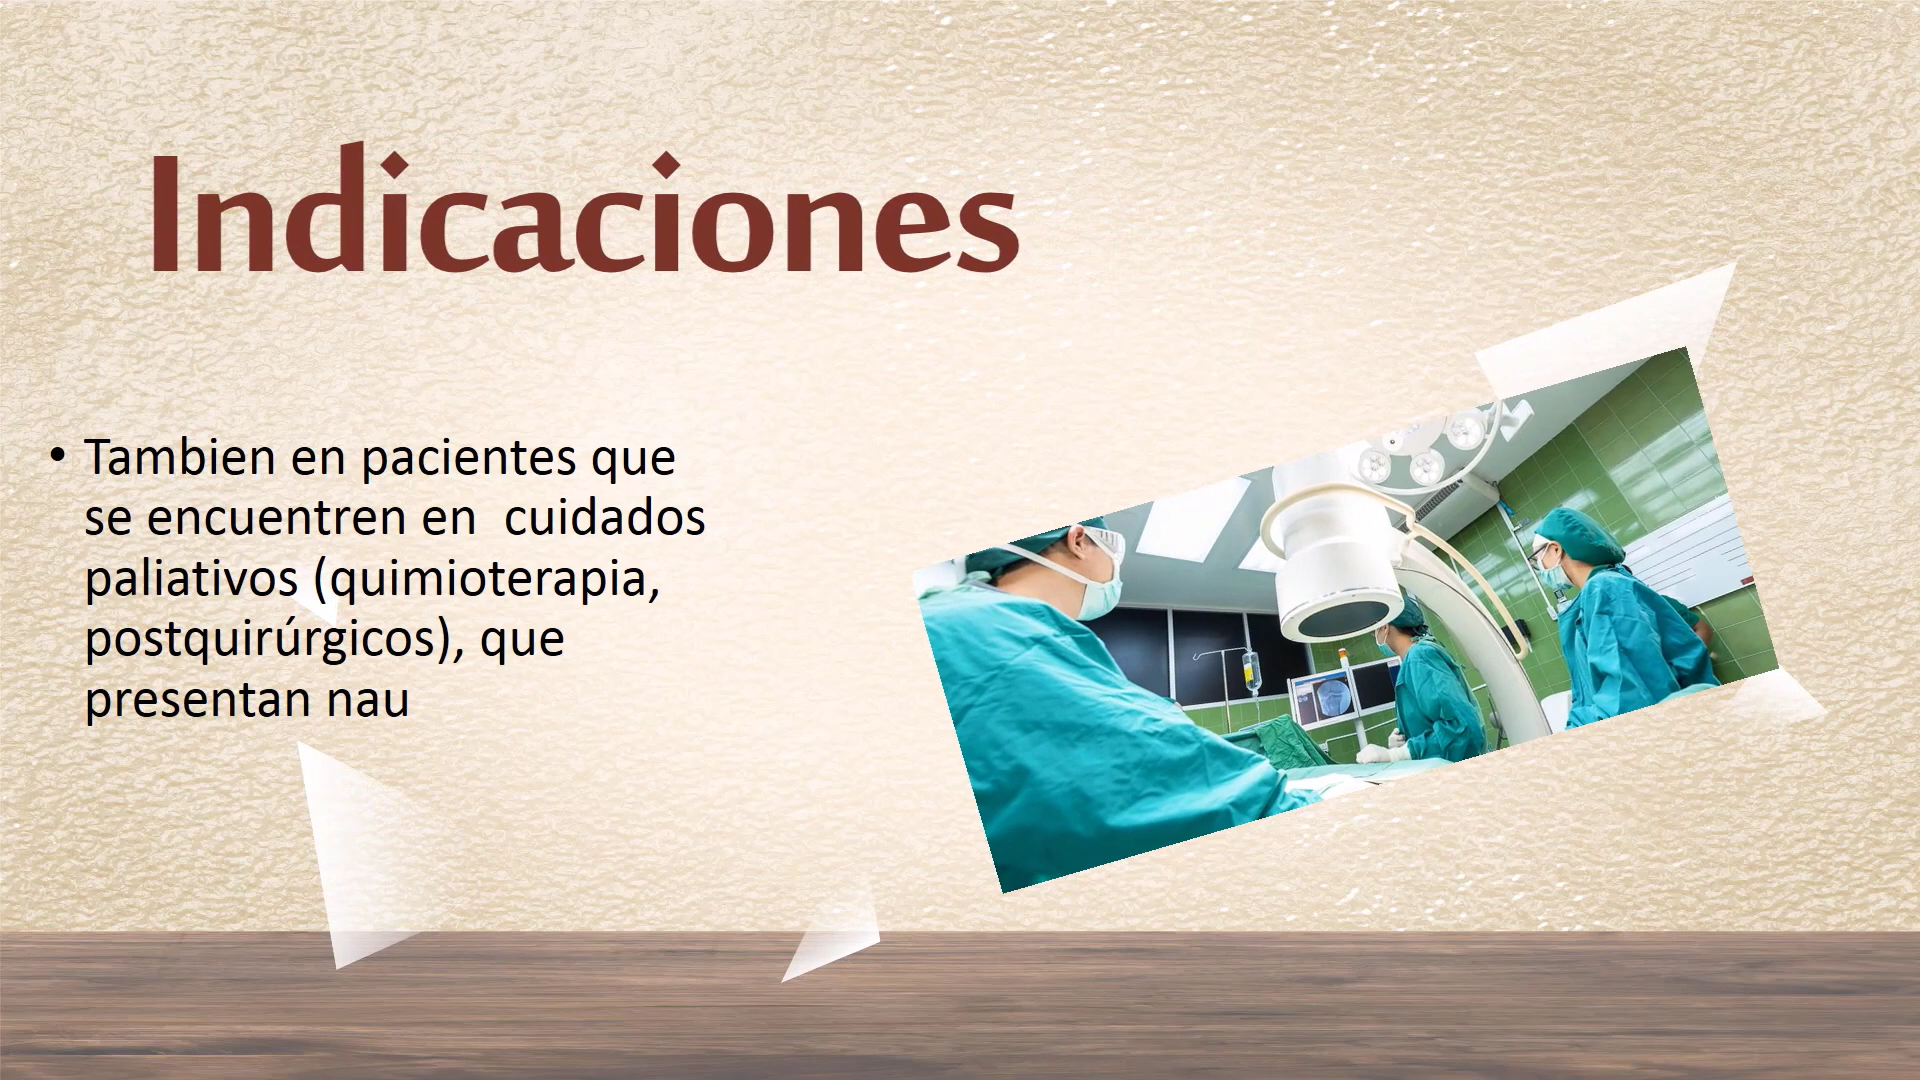 Indicaciones
• Tambien en pacientes que
se encuentren en  cuidados
paliativos (quimioterapia,
postquirúrgicos), que
presentan nau